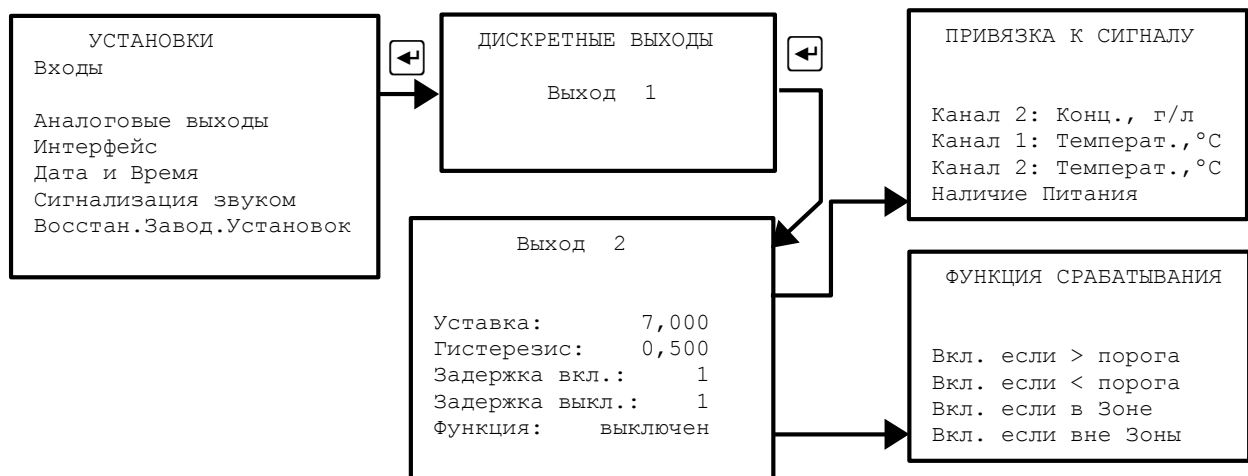 УСТАНОВКИ
Входы
Аналоговые выходы
Интерфейс
Дата и Время
Сигнализация звуком
Восстан.Завод.Установок
ДИСКРЕТНЫЕ ВЫХОДЫ
Выход 1
Выход 2
Уставка: 7,000
Гистерезис: 0,500
Задержка вкл.: 1
Задержка выкл.: 1
Функция: выключен
ПРИВЯЗКА К СИГНАЛУ
Канал 2: Конц., г/л
Канал 1: Температ.,°C
Канал 2: Температ.,°C
Наличие Питания
ФУНКЦИЯ СРАБАТЫВАНИЯ
Вкл. если > порога
Вкл. если < порога
Вкл. если в Зоне
Вкл. если вне Зоны